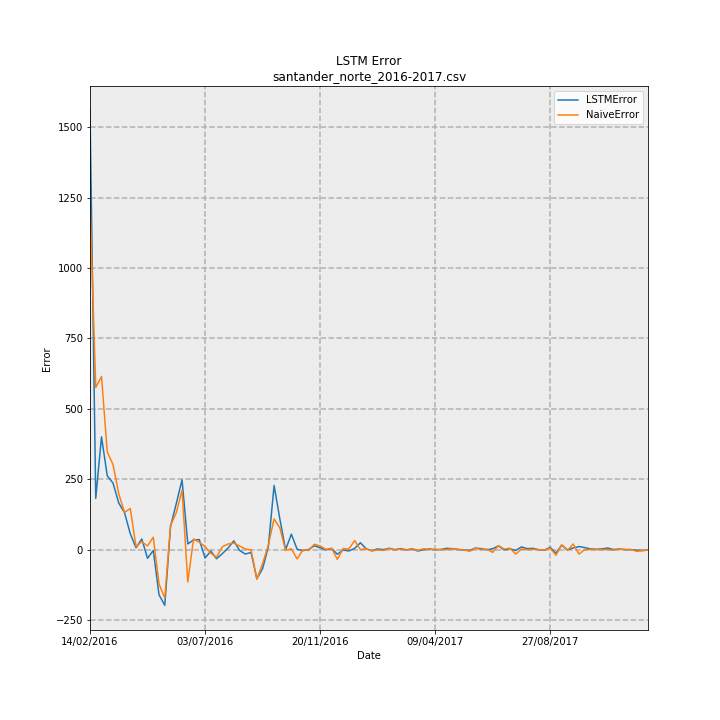 LSTM Error
santander_norte_2016-2017.csv
LSTMError
NaiveError
1500
1250
1000
750
500
250
0
−250
Error
14/02/2016
03/07/2016
20/11/2016
09/04/2017
27/08/2017
Date